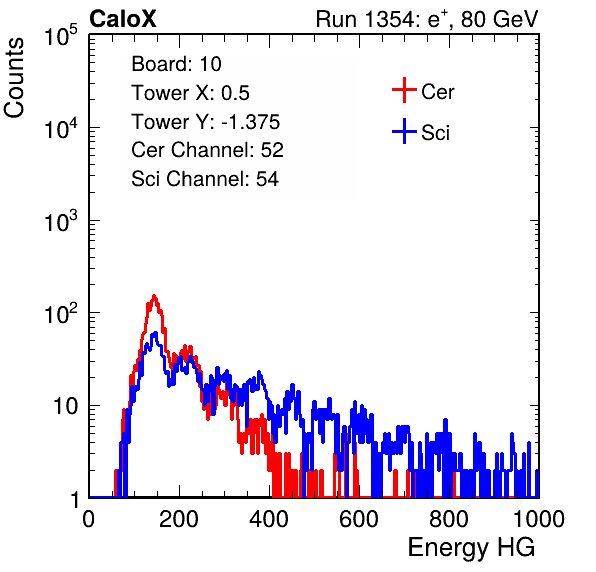 CaloX Run 1354: e⁺, 80 GeV
Counts
Board: 10
Tower X: 0.5
Tower Y: -1.375
Cer Channel: 52
Sci Channel: 54
Cer
Sci
10⁵
10⁴
10³
10²
10
1
0 200 400 600 800 1000
Energy HG